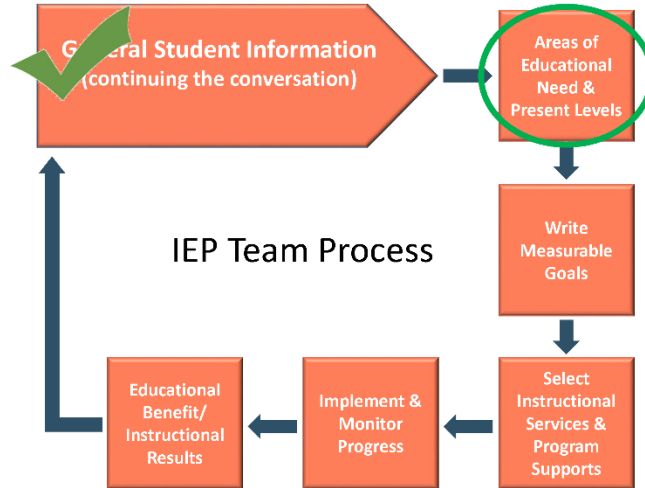 General Student Information
(continuing the conversation)
Areas of
Educational
Need &
Present Levels
IEP Team Process
Write
Measurable
Goals
Select
Instructional
Services &
Program
Supports
Implement &
Monitor
Progress
Educational
Benefit/
Instructional
Results